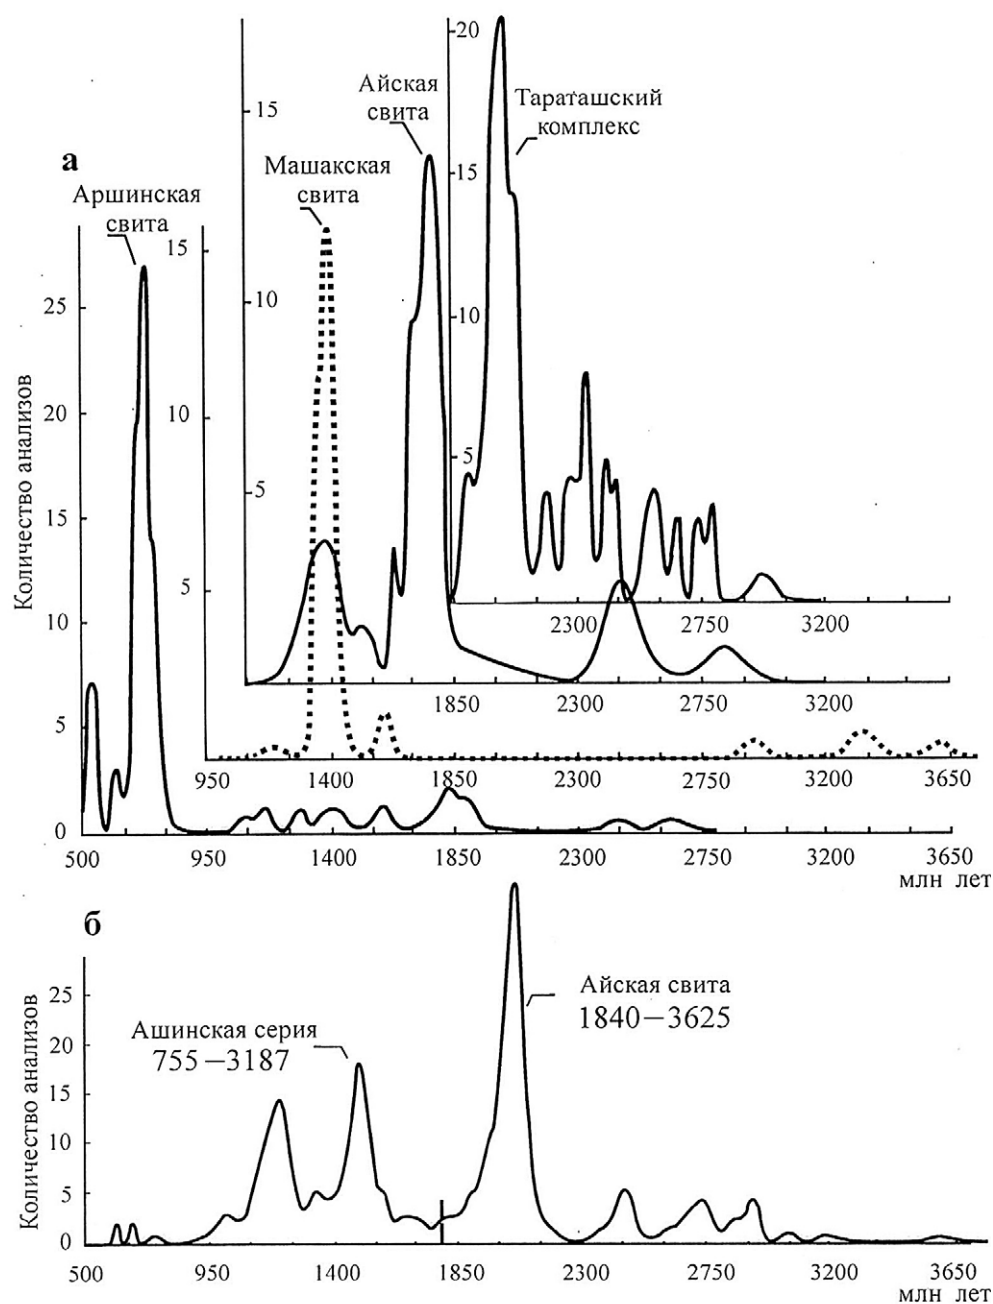 а
Аршинская
свита
Машакская
свита
Айская
свита
Тараташский
комплекс
Количество анализов
25
20
15
10
5
0
15
10
5
15
10
5
20
15
10
5
2300 2750 3200
1850 2300 2750 3200
950 1400 1850 2300 2750 3200 3650
500 950 1400 1850 2300 2750 3200 3650
млн лет
б
Ашинская серия
755–3187
Айская свита
1840–3625
Количество анализов
25
20
15
10
5
0
500 950 1400 1850 2300 2750 3200 3650
млн лет